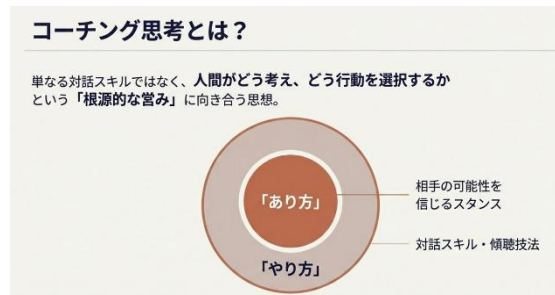 コーチング思考とは？
単なる対話スキルではなく、人間がどう考え、どう行動を選択するか
という「根源的な営み」に向き合う思想。
「あり方」
相手の可能性を
信じるスタンス
対話スキル・傾聴技法
「やり方」